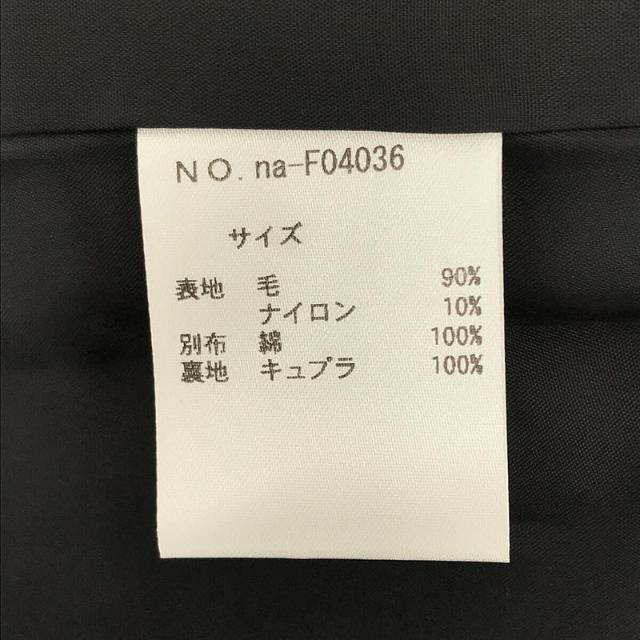 NO. na-F04036
サイズ
表地 毛 90%
ナイロン 10%
別布 綿 100%
裏地 キュプラ 100%